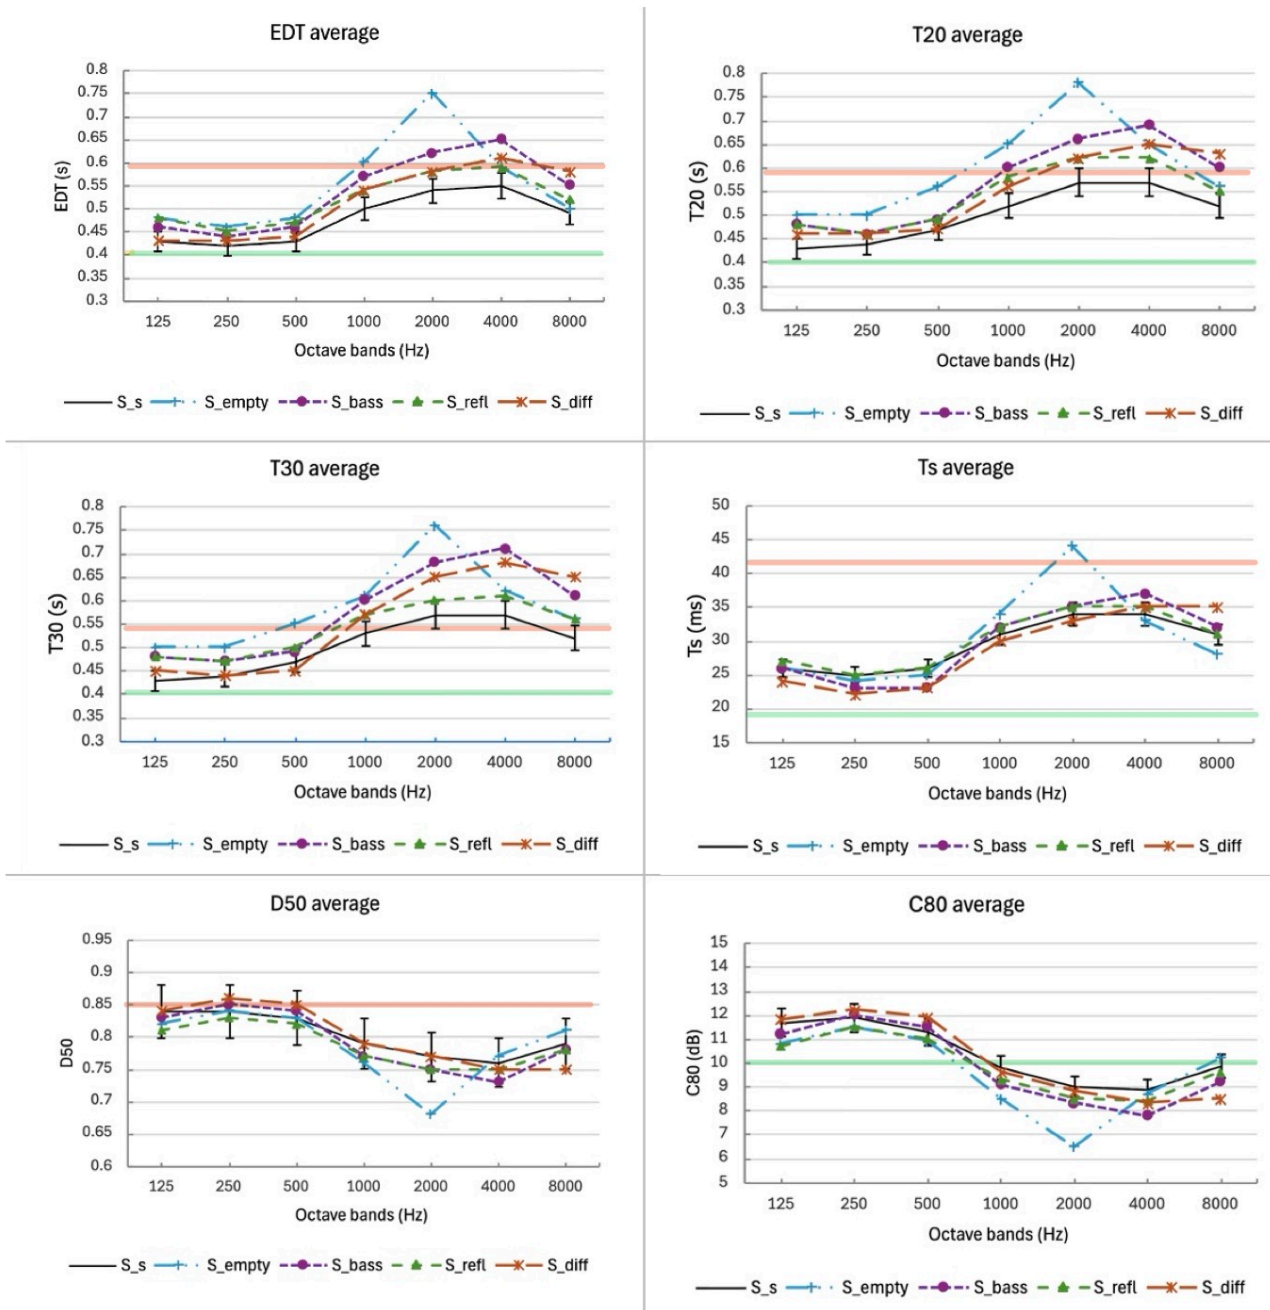 EDT average
0.8
0.75
0.7
0.65
0.6
0.55
0.5
0.45
0.4
0.35
0.3
EDT (s)
125 250 500 1000 2000 4000 8000
Octave bands (Hz)
S_s S_empty S_bass S_refl S_diff
T20 average
0.8
0.75
0.7
0.65
0.6
0.55
0.5
0.45
0.4
0.35
0.3
T20 (s)
125 250 500 1000 2000 4000 8000
Octave bands (Hz)
S_s S_empty S_bass S_refl S_diff
T30 average
0.8
0.75
0.7
0.65
0.6
0.55
0.5
0.45
0.4
0.35
0.3
T30 (s)
125 250 500 1000 2000 4000 8000
Octave bands (Hz)
S_s S_empty S_bass S_refl S_diff
Ts average
50
45
40
35
30
25
20
15
Ts (ms)
125 250 500 1000 2000 4000 8000
Octave bands (Hz)
S_s S_empty S_bass S_refl S_diff
D50 average
0.95
0.9
0.85
0.8
0.75
0.7
0.65
0.6
D50
125 250 500 1000 2000 4000 8000
Octave bands (Hz)
S_s S_empty S_bass S_refl S_diff
C80 average
15
14
13
12
11
10
9
8
7
6
5
C80 (dB)
125 250 500 1000 2000 4000 8000
Octave bands (Hz)
S_s S_empty S_bass S_refl S_diff